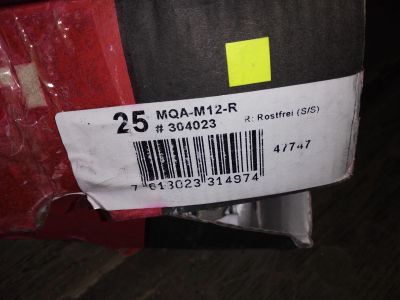 25 MQA-M12-R
# 304023 R: Rostfrei (S/S)
47747
7 613023 314974